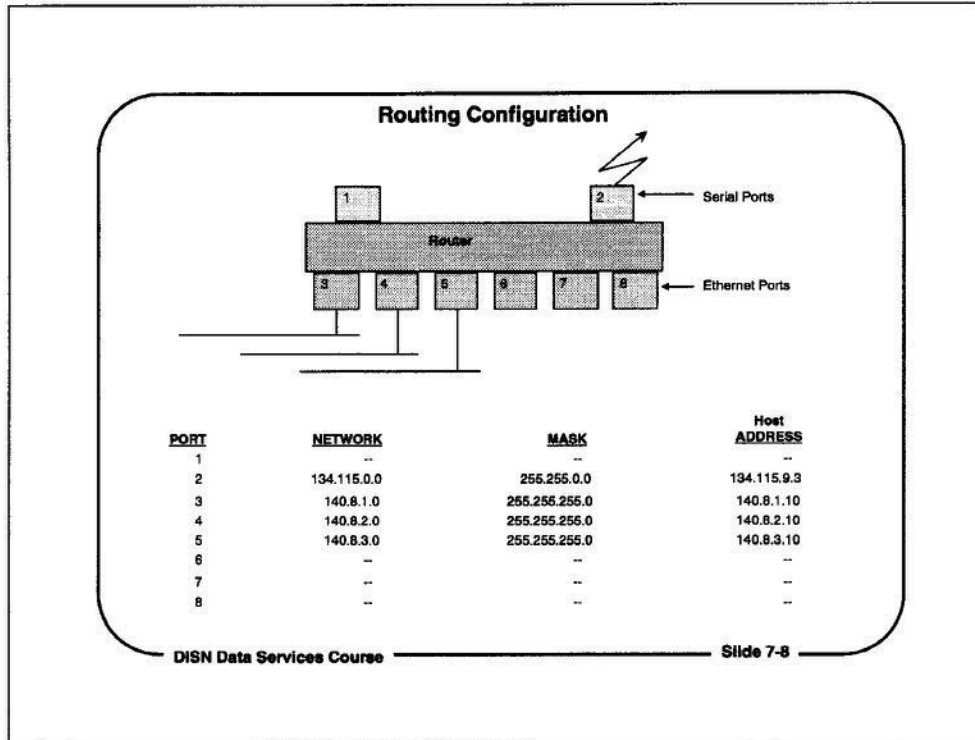 Routing Configuration
1
2
Serial Ports
Router
3 4 5 6 7 8
Ethernet Ports
PORT NETWORK MASK Host ADDRESS
1 -- -- --
2 134.115.0.0 255.255.0.0 134.115.9.3
3 140.8.1.0 255.255.255.0 140.8.1.10
4 140.8.2.0 255.255.255.0 140.8.2.10
5 140.8.3.0 255.255.255.0 140.8.3.10
6 -- -- --
7 -- -- --
8 -- -- --
DISN Data Services Course
Slide 7-8